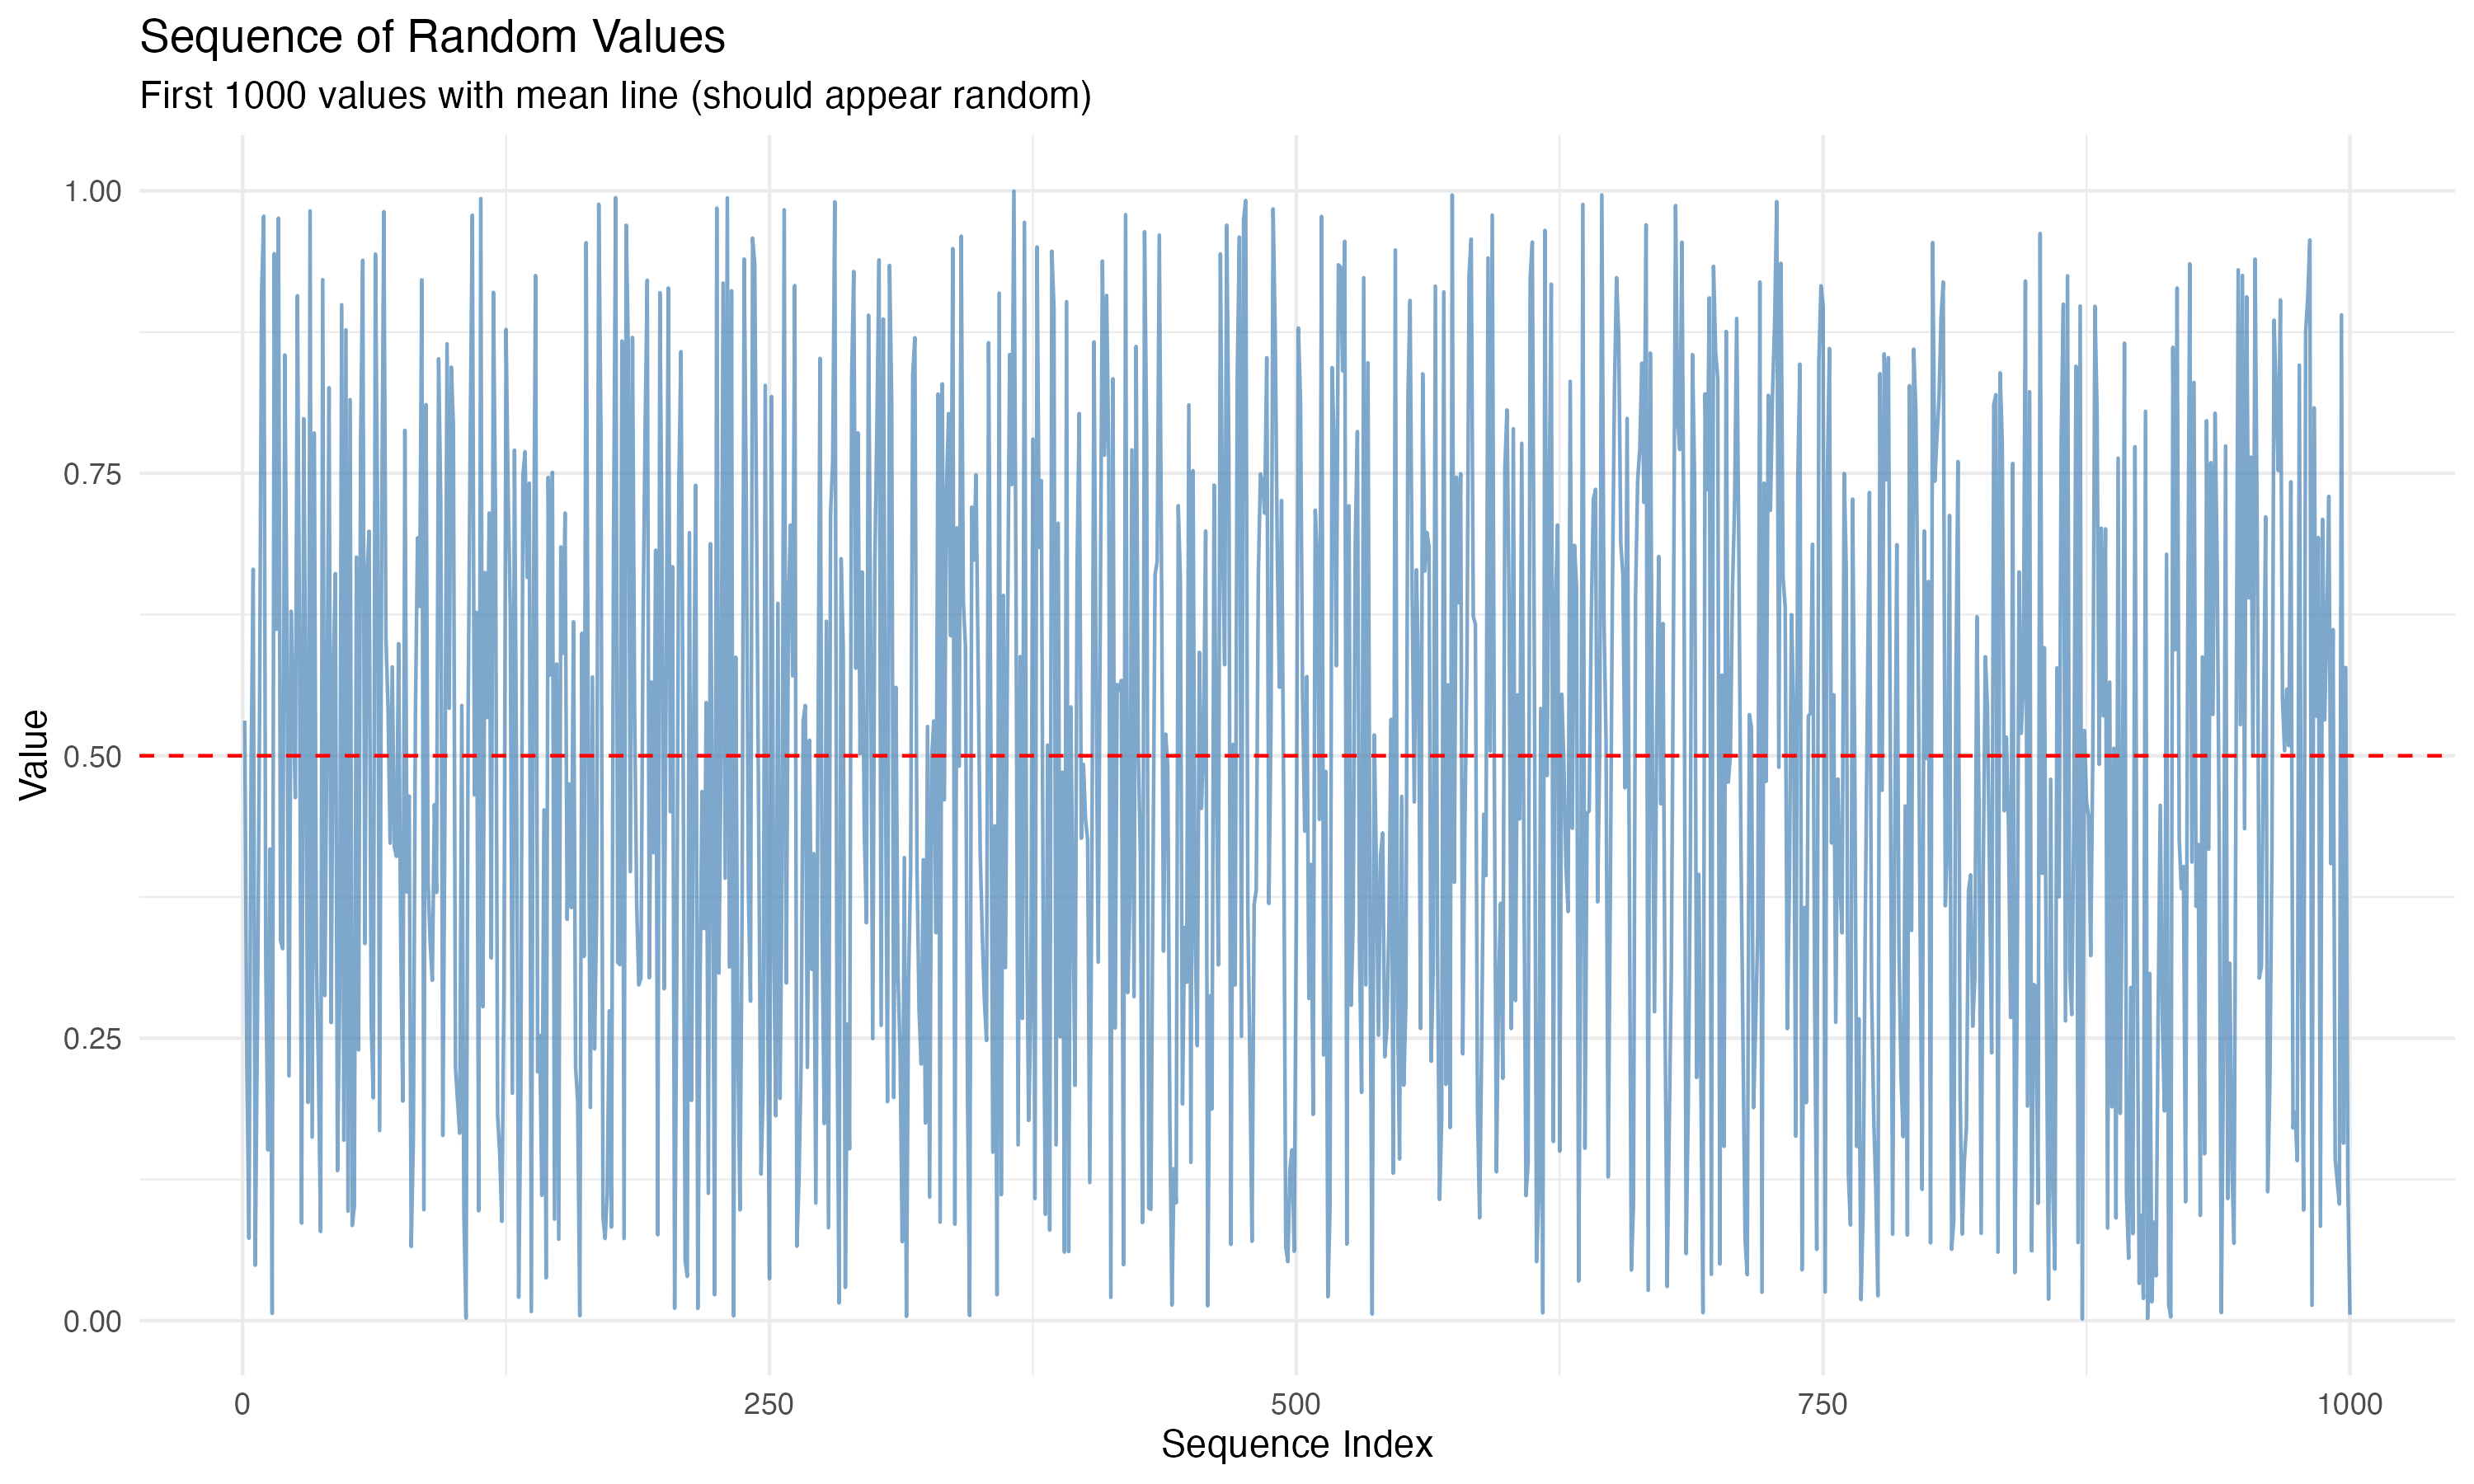 Sequence of Random Values
First 1000 values with mean line (should appear random)
Value
1.00
0.75
0.50
0.25
0.00
0
250
500
750
1000
Sequence Index